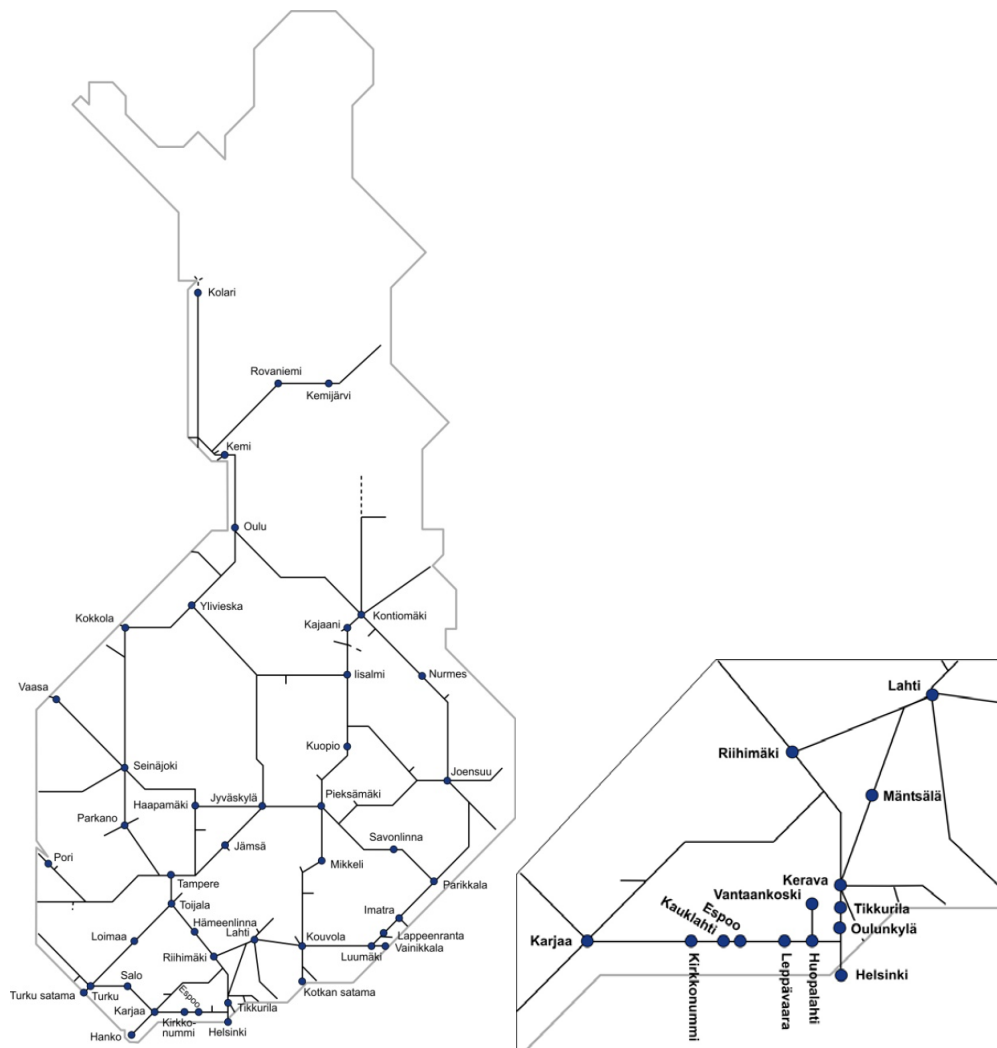 Kolari
Rovaniemi
Kemijärvi
Kemi
Oulu
Ylivieska
Kokkola
Kontiomäki
Kajaani
Iisalmi
Nurmes
Vaasa
Kuopio
Seinäjoki
Joensuu
Haapamäki
Jyväskylä
Pieksämäki
Parkano
Savonlinna
Jämsä
Pori
Mikkeli
Tampere
Parikkala
Toijala
Imatra
Hämeenlinna
Lahti
Loimaa
Lappeenranta
Kouvola
Vainikkala
Riihimäki
Luumäki
Salo
Turku satama
Turku
Espoo
Kotkan satama
Karjaa
Tikkurila
Kirkko-
nummi
Hanko
Helsinki
Lahti
Riihimäki
Mäntsälä
Kerava
Vantaankoski
Tikkurila
Espoo
Kauklahti
Oulunkylä
Karjaa
Kirkkonummi
Leppävaara
Huopalahti
Helsinki